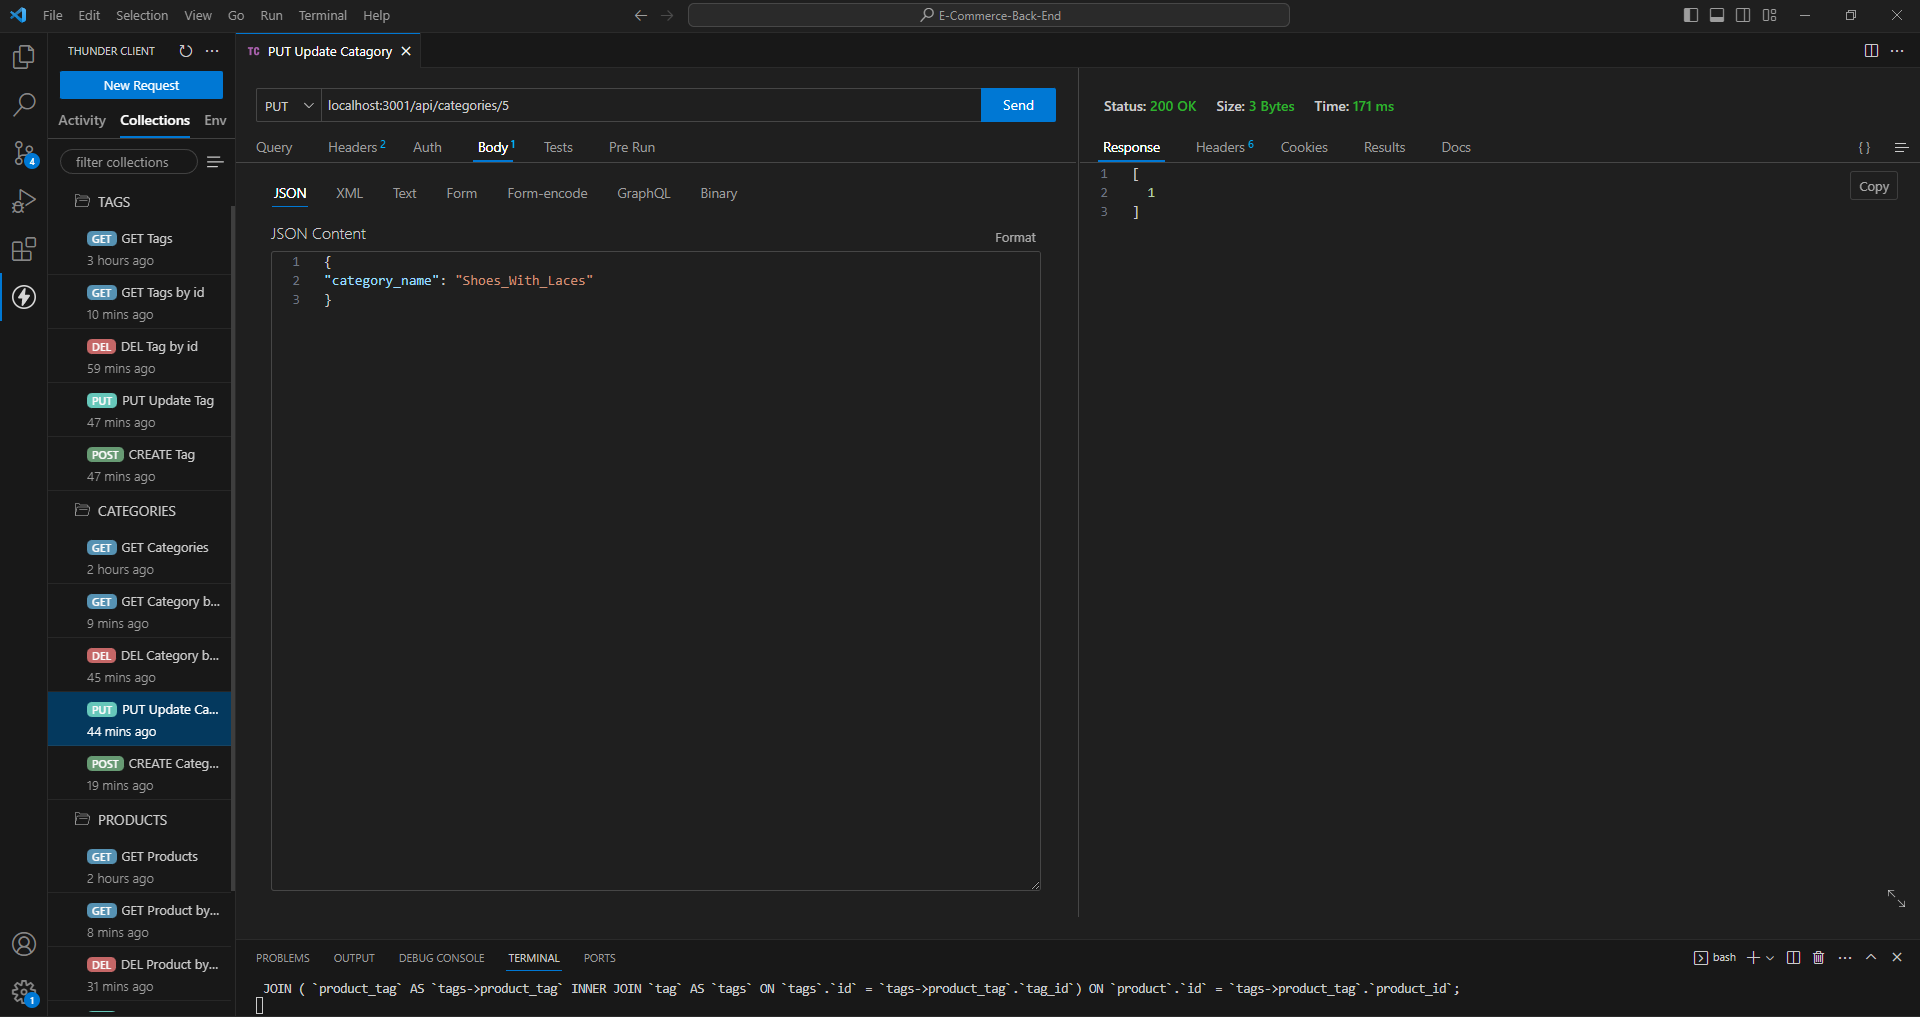 File Edit Selection View Go Run Terminal Help
E-Commerce-Back-End
THUNDER CLIENT
New Request
Activity Collections Env
filter collections
TAGS
GET GET Tags
3 hours ago
GET GET Tags by id
10 mins ago
DEL DEL Tag by id
59 mins ago
PUT PUT Update Tag
47 mins ago
POST CREATE Tag
47 mins ago
CATEGORIES
GET GET Categories
2 hours ago
GET GET Category b...
9 mins ago
DEL DEL Category b...
45 mins ago
PUT PUT Update Ca...
44 mins ago
POST CREATE Categ...
19 mins ago
PRODUCTS
GET GET Products
2 hours ago
GET GET Product by...
8 mins ago
DEL DEL Product by...
31 mins ago
4
1
TC PUT Update Catagory
PUT localhost:3001/api/categories/5 Send
Query Headers 2 Auth Body 1 Tests Pre Run
JSON XML Text Form Form-encode GraphQL Binary
JSON Content
Format
1 {
2 "category_name": "Shoes_With_Laces"
3 }
Status: 200 OK Size: 3 Bytes Time: 171 ms
Response Headers 6 Cookies Results Docs { }
Copy
1 [
2 1
3 ]
PROBLEMS OUTPUT DEBUG CONSOLE TERMINAL PORTS
bash
JOIN ( `product_tag` AS `tags->product_tag` INNER JOIN `tag` AS `tags` ON `tags`.`id` = `tags->product_tag`.`tag_id`) ON `product`.`id` = `tags->product_tag`.`product_id`;